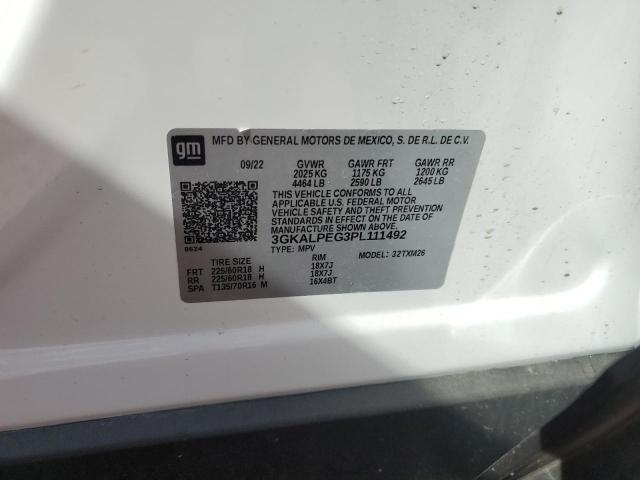 gm
MFD BY GENERAL MOTORS DE MEXICO, S. DE R.L. DE C.V.
09/22 GVWR GAWR FRT GAWR RR
2025 KG 1175 KG 1200 KG
4464 LB 2590 LB 2645 LB
THIS VEHICLE CONFORMS TO ALL
APPLICABLE U.S. FEDERAL MOTOR
VEHICLE SAFETY, BUMPER, AND THEFT PREVENTION
STANDARDS IN EFFECT ON THE DATE OF
MANUFACTURE SHOWN ABOVE.
0624 3GKALPEG3PL111492
TYPE: MPV MODEL: 32TXM26
TIRE SIZE RIM
FRT 225/60R18 H 18X7J
RR 225/60R18 H 18X7J
SPA T135/70R16 M 16X4BT